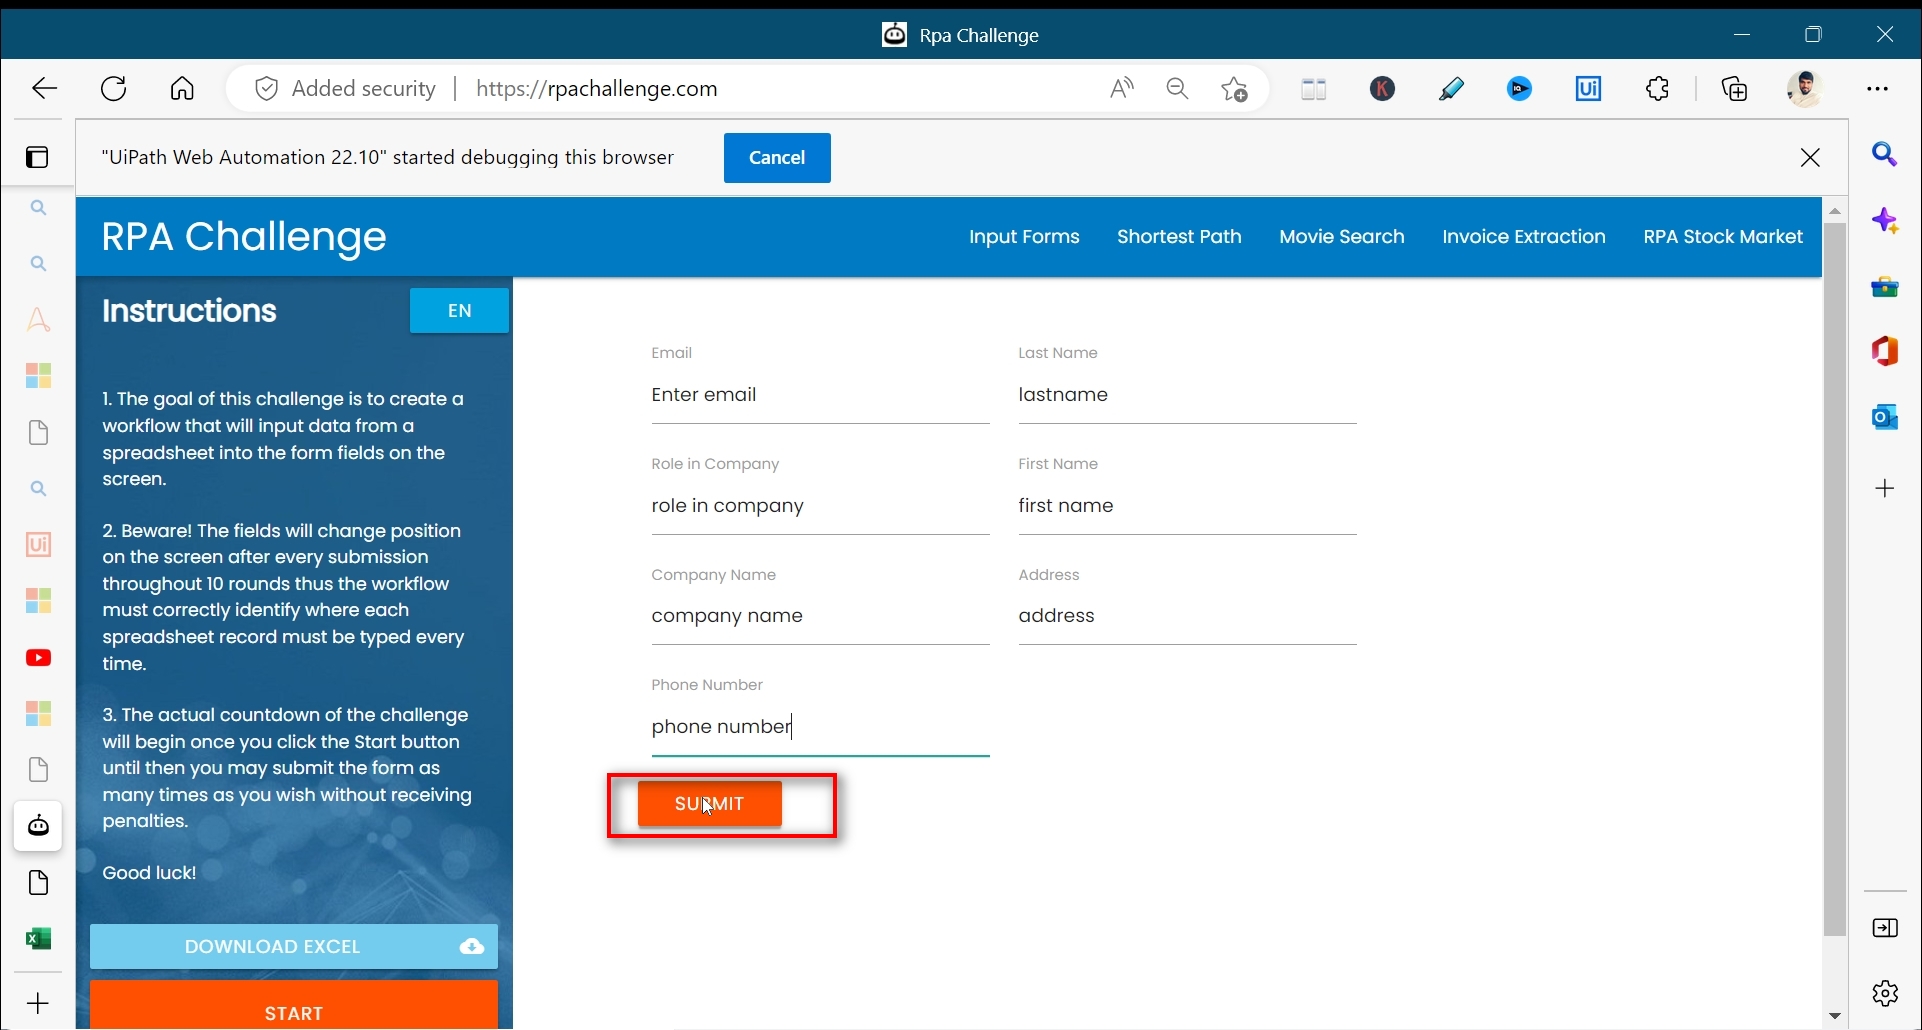 Rpa Challenge
Added security
https://rpachallenge.com
A
K
IQ
Ui
"UiPath Web Automation 22.10" started debugging this browser
Cancel
RPA Challenge
Input Forms
Shortest Path
Movie Search
Invoice Extraction
RPA Stock Market
Instructions
EN
1. The goal of this challenge is to create a
workflow that will input data from a
spreadsheet into the form fields on the
screen.
2. Beware! The fields will change position
on the screen after every submission
throughout 10 rounds thus the workflow
must correctly identify where each
spreadsheet record must be typed every
time.
3. The actual countdown of the challenge
will begin once you click the Start button
until then you may submit the form as
many times as you wish without receiving
penalties.
Good luck!
DOWNLOAD EXCEL
START
Email
Enter email
Last Name
lastname
Role in Company
role in company
First Name
first name
Company Name
company name
Address
address
Phone Number
phone number
SUBMIT
Ui